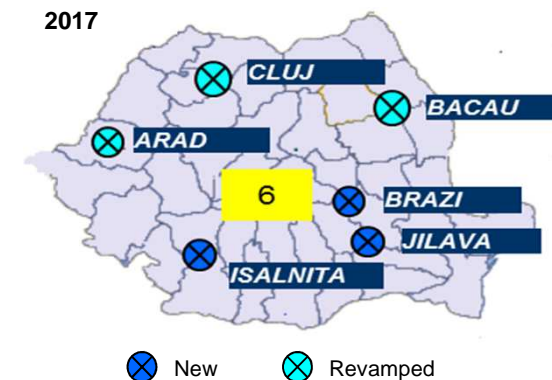 2017
CLUJ
BACAU
ARAD
6
BRAZI
JILAVA
ISALNITA
New
Revamped